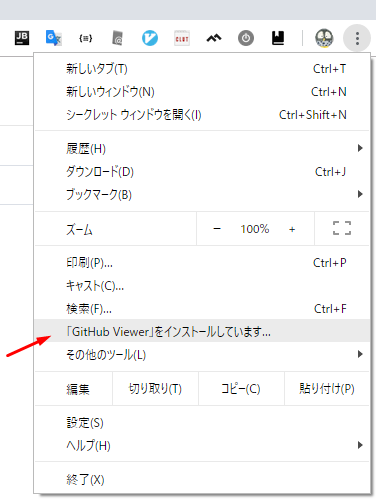 JB
CLUT
新しいタブ(T) Ctrl+T
新しいウィンドウ(N) Ctrl+N
シークレット ウィンドウを開く(I) Ctrl+Shift+N
履歴(H)
ダウンロード(D) Ctrl+J
ブックマーク(B)
ズーム − 100% +
印刷(P)... Ctrl+P
キャスト(C)...
検索(F)... Ctrl+F
「GitHub Viewer」をインストールしています...
その他のツール(L)
編集 切り取り(T) コピー(C) 貼り付け(P)
設定(S)
ヘルプ(H)
終了(X)